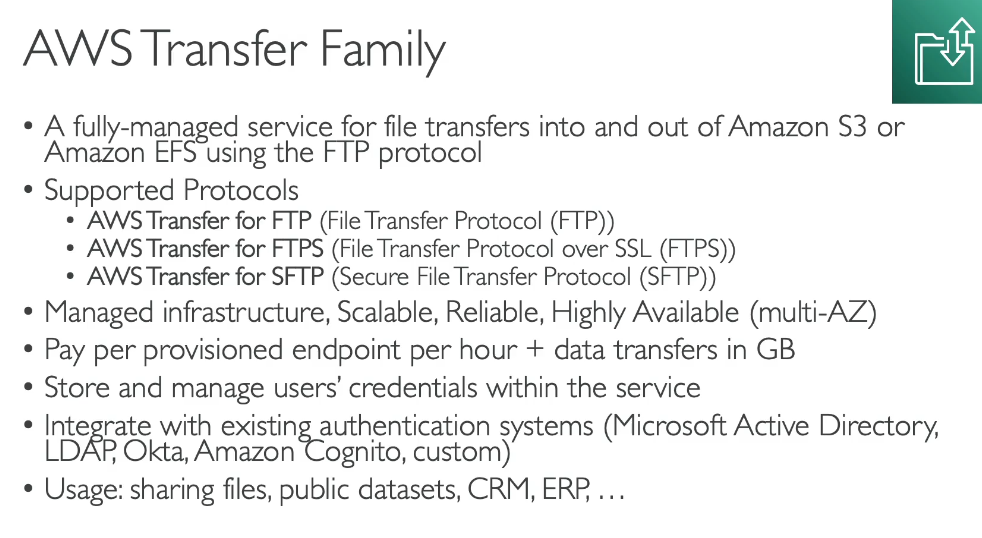 AWS Transfer Family
• A fully-managed service for file transfers into and out of Amazon S3 or
Amazon EFS using the FTP protocol
• Supported Protocols
• AWS Transfer for FTP (File Transfer Protocol (FTP))
• AWS Transfer for FTPS (File Transfer Protocol over SSL (FTPS))
• AWS Transfer for SFTP (Secure File Transfer Protocol (SFTP))
• Managed infrastructure, Scalable, Reliable, Highly Available (multi-AZ)
• Pay per provisioned endpoint per hour + data transfers in GB
• Store and manage users’ credentials within the service
• Integrate with existing authentication systems (Microsoft Active Directory,
LDAP, Okta, Amazon Cognito, custom)
• Usage: sharing files, public datasets, CRM, ERP, …